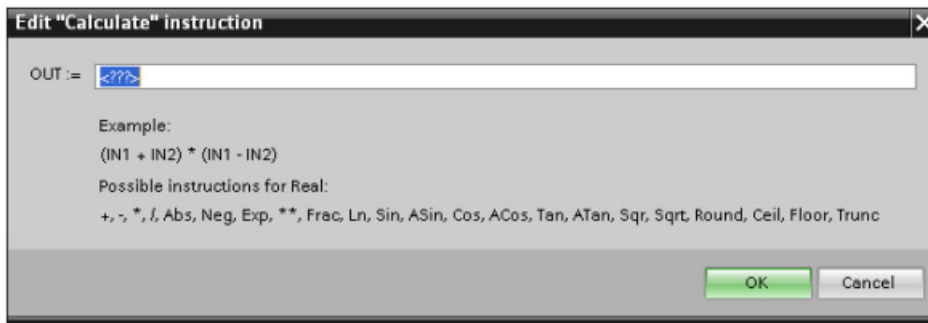 Edit "Calculate" instruction
OUT := <???>
Example:
(IN1 + IN2) * (IN1 - IN2)
Possible instructions for Real:
+, -, *, /, Abs, Neg, Exp, **, Frac, Ln, Sin, ASin, Cos, ACos, Tan, ATan, Sqr, Sqrt, Round, Ceil, Floor, Trunc
OK Cancel